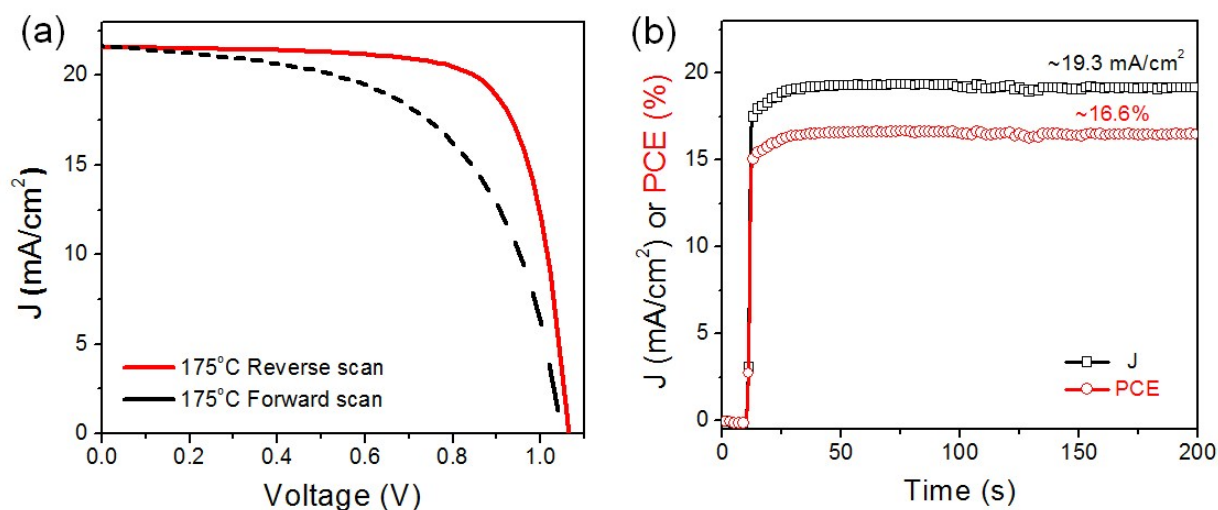 (a)
J (mA/cm²)
20
15
10
5
0
175°C Reverse scan
175°C Forward scan
0.0 0.2 0.4 0.6 0.8 1.0
Voltage (V)
(b)
J (mA/cm²) or PCE (%)
20
15
10
5
0
~19.3 mA/cm²
~16.6%
J
PCE
0 50 100 150 200
Time (s)